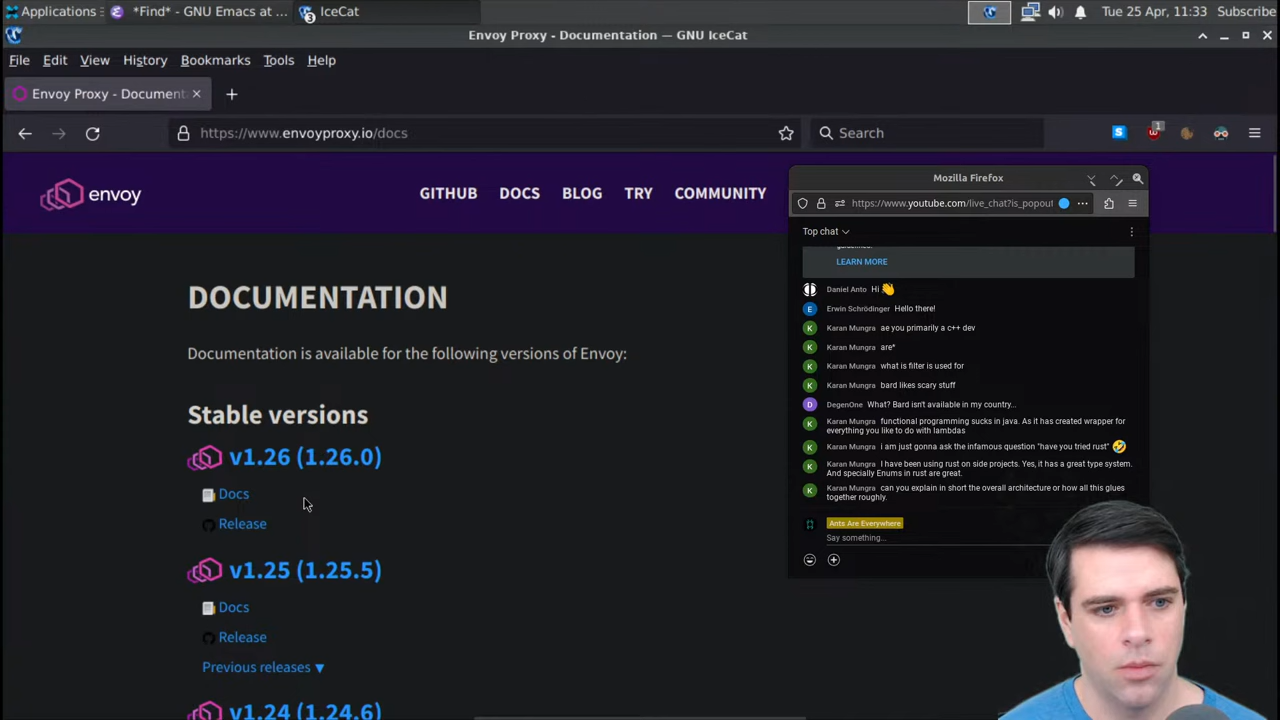 Applications
*Find* - GNU Emacs at ...
3
IceCat
Tue 25 Apr, 11:33
Subscribe
Envoy Proxy - Documentation — GNU IceCat
File
Edit
View
History
Bookmarks
Tools
Help
Envoy Proxy - Document
https://www.envoyproxy.io/docs
Search
S
1
envoy
GITHUB
DOCS
BLOG
TRY
COMMUNITY
DOCUMENTATION
Documentation is available for the following versions of Envoy:
Stable versions
v1.26 (1.26.0)
Docs
Release
v1.25 (1.25.5)
Docs
Release
Previous releases ▼
v1.24 (1.24.6)
Mozilla Firefox
https://www.youtube.com/live_chat?is_popout
Top chat
LEARN MORE
Daniel Anto Hi 👋
E Erwin Schrödinger Hello there!
K Karan Mungra ae you primarily a c++ dev
K Karan Mungra are*
K Karan Mungra what is filter is used for
K Karan Mungra bard likes scary stuff
D DegenOne What? Bard isn't available in my country...
K Karan Mungra functional programming sucks in java. As it has created wrapper for
everything you like to do with lambdas
K Karan Mungra i am just gonna ask the infamous question "have you tried rust" 🤣
K Karan Mungra I have been using rust on side projects. Yes, it has a great type system.
And specially Enums in rust are great.
K Karan Mungra can you explain in short the overall architecture or how all this glues
together roughly.
Ants Are Everywhere
Say something...